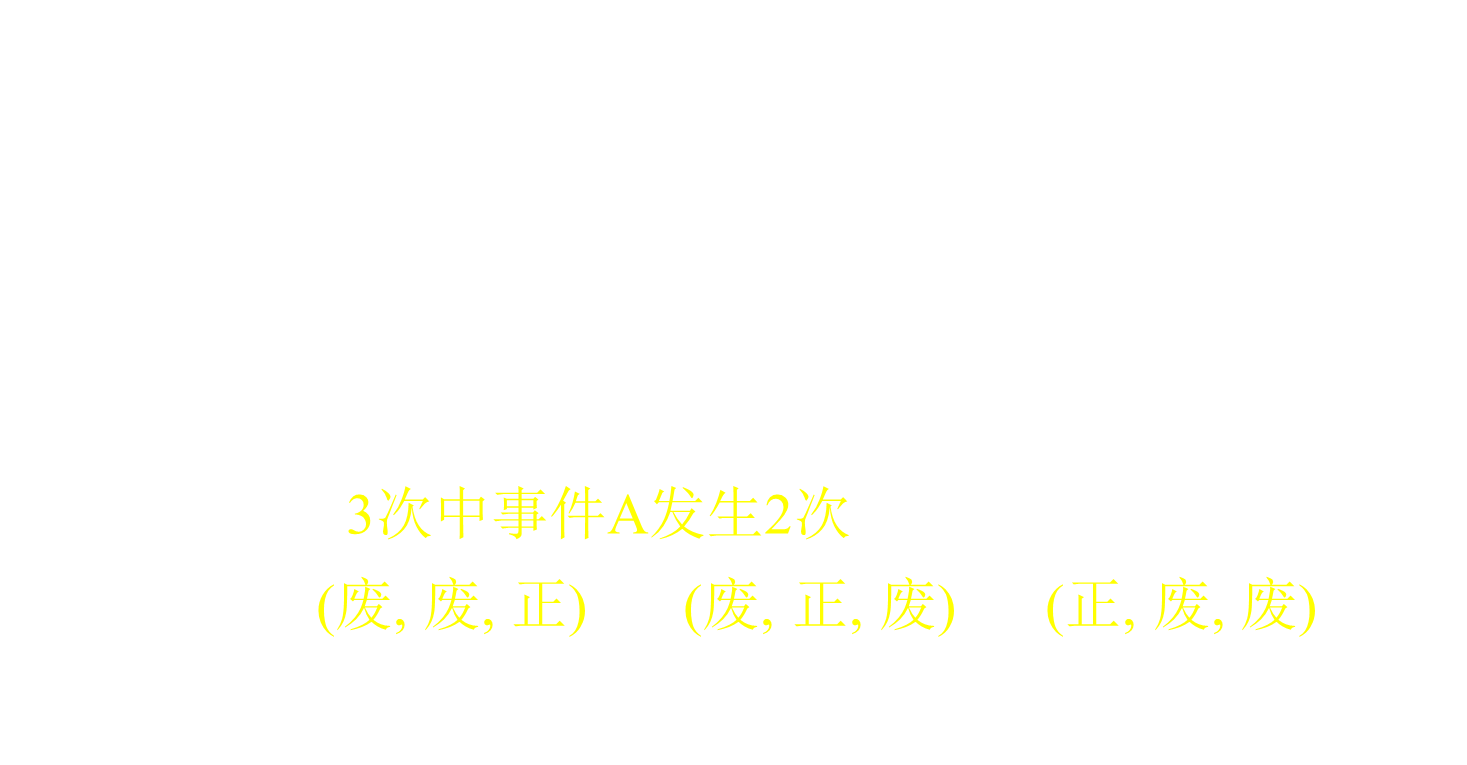 3次中事件A发生2次
(废, 废, 正) (废, 正, 废) (正, 废, 废)